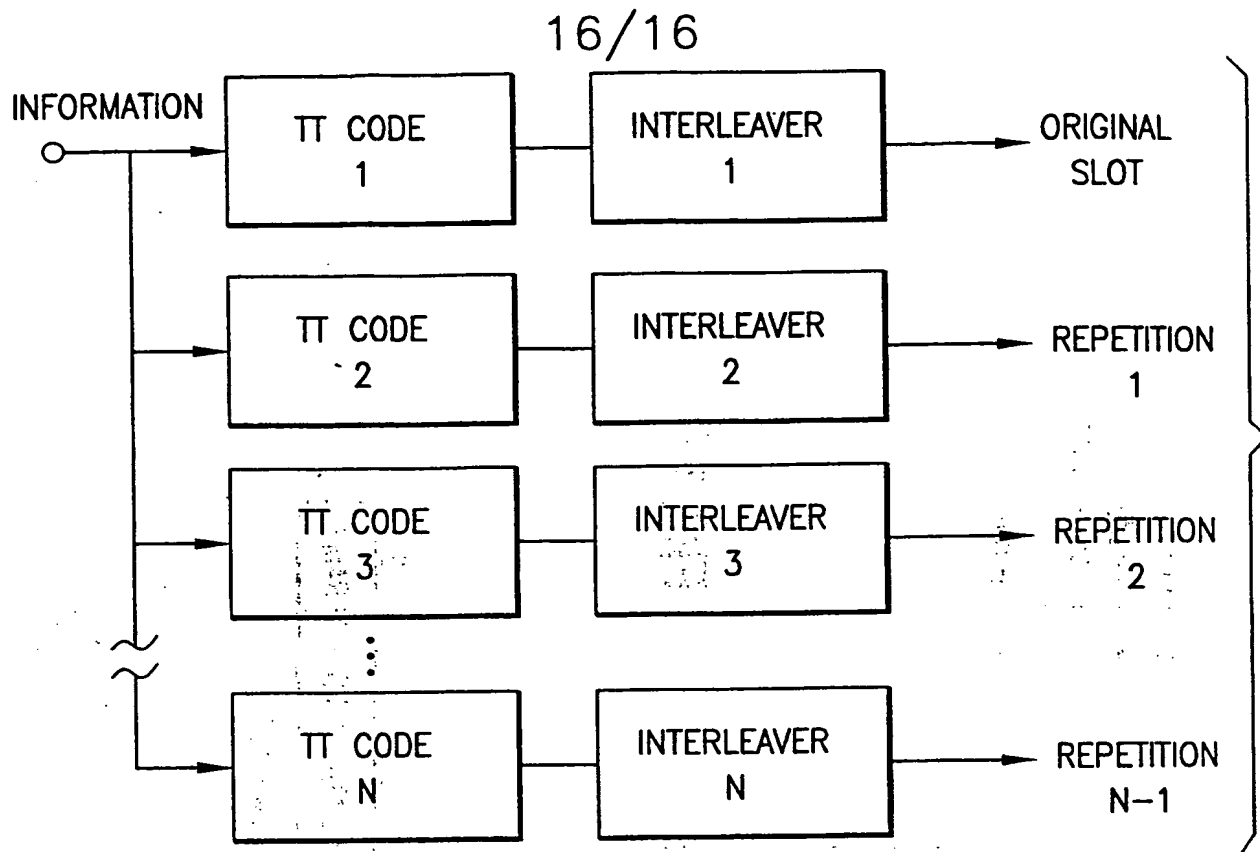 16/16
INFORMATION
TT CODE
1
INTERLEAVER
1
ORIGINAL
SLOT
TT CODE
2
INTERLEAVER
2
REPETITION
1
TT CODE
3
INTERLEAVER
3
REPETITION
2
TT CODE
N
INTERLEAVER
N
REPETITION
N-1